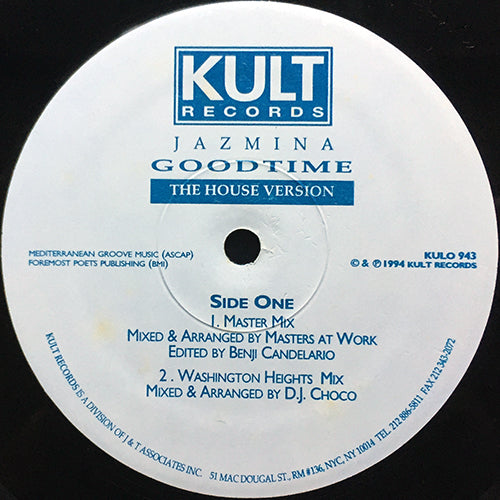 KULT
RECORDS
JAZMINA
GOODTIME
THE HOUSE VERSION
MEDITERRANEAN GROOVE MUSIC (ASCAP)
FOREMOST POETS PUBLISHING (BMI)
KULO 943
© & ℗ 1994 KULT RECORDS
SIDE ONE
1. MASTER MIX
MIXED & ARRANGED BY MASTERS AT WORK
EDITED BY BENJI CANDELARIO
2. WASHINGTON HEIGHTS MIX
MIXED & ARRANGED BY D.J. CHOCO
KULT RECORDS IS A DIVISION OF J & T ASSOCIATES INC. 51 MAC DOUGAL ST., RM #136, NYC, NY 10014 TEL. 212 886-5811 FAX 212-343-2072